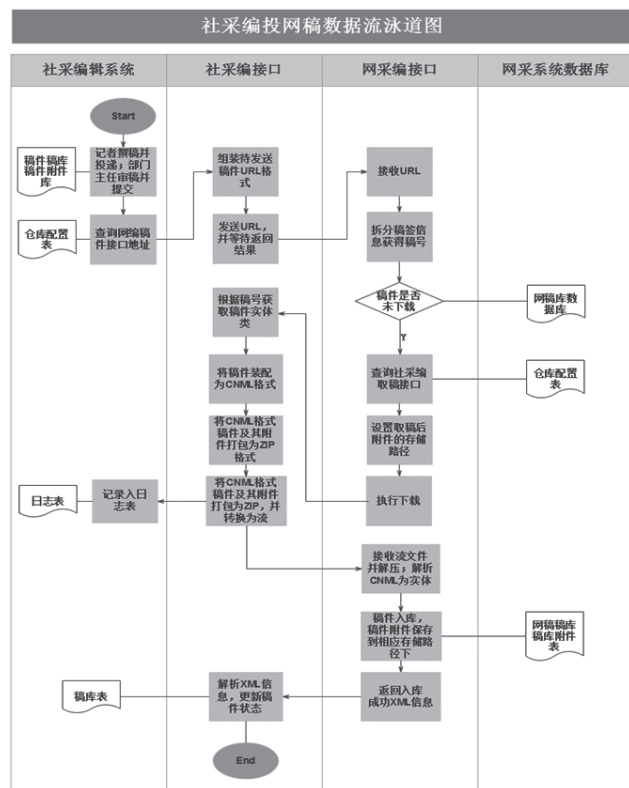 社采编投网稿数据流泳道图
社采编辑系统
社采编接口
网采编接口
网采系统数据库
Start
稿件稿库
稿件附件
库
记者撰稿并
投递，部门
主任审稿并
提交
组装待发送
稿件URL格
式
接收URL
仓库配置
表
查询网编稿
件接口地址
发送URL，
并等待返回
结果
拆分稿签信
息获得稿号
根据稿号获
取稿件实体
类
稿件是否
未下载
网稿库数
据库
Y
将稿件装配
为CNML格式
查询社采编
取稿接口
仓库配置
表
将CNML格式
稿件及其附
件打包为ZIP
格式
设置取稿后
附件的存储
路径
日志表
记录入日
志表
将CNML格式
稿件及其附件
打包为ZIP，并
转换为流
执行下载
接收流文件
并解压；解析
CNML为实体
稿件入库，
稿件附件保存
到相应存储路
径下
网稿稿库
稿库附件
表
稿库表
解析XML信
息，更新稿
件状态
返回入库
成功XML信息
End